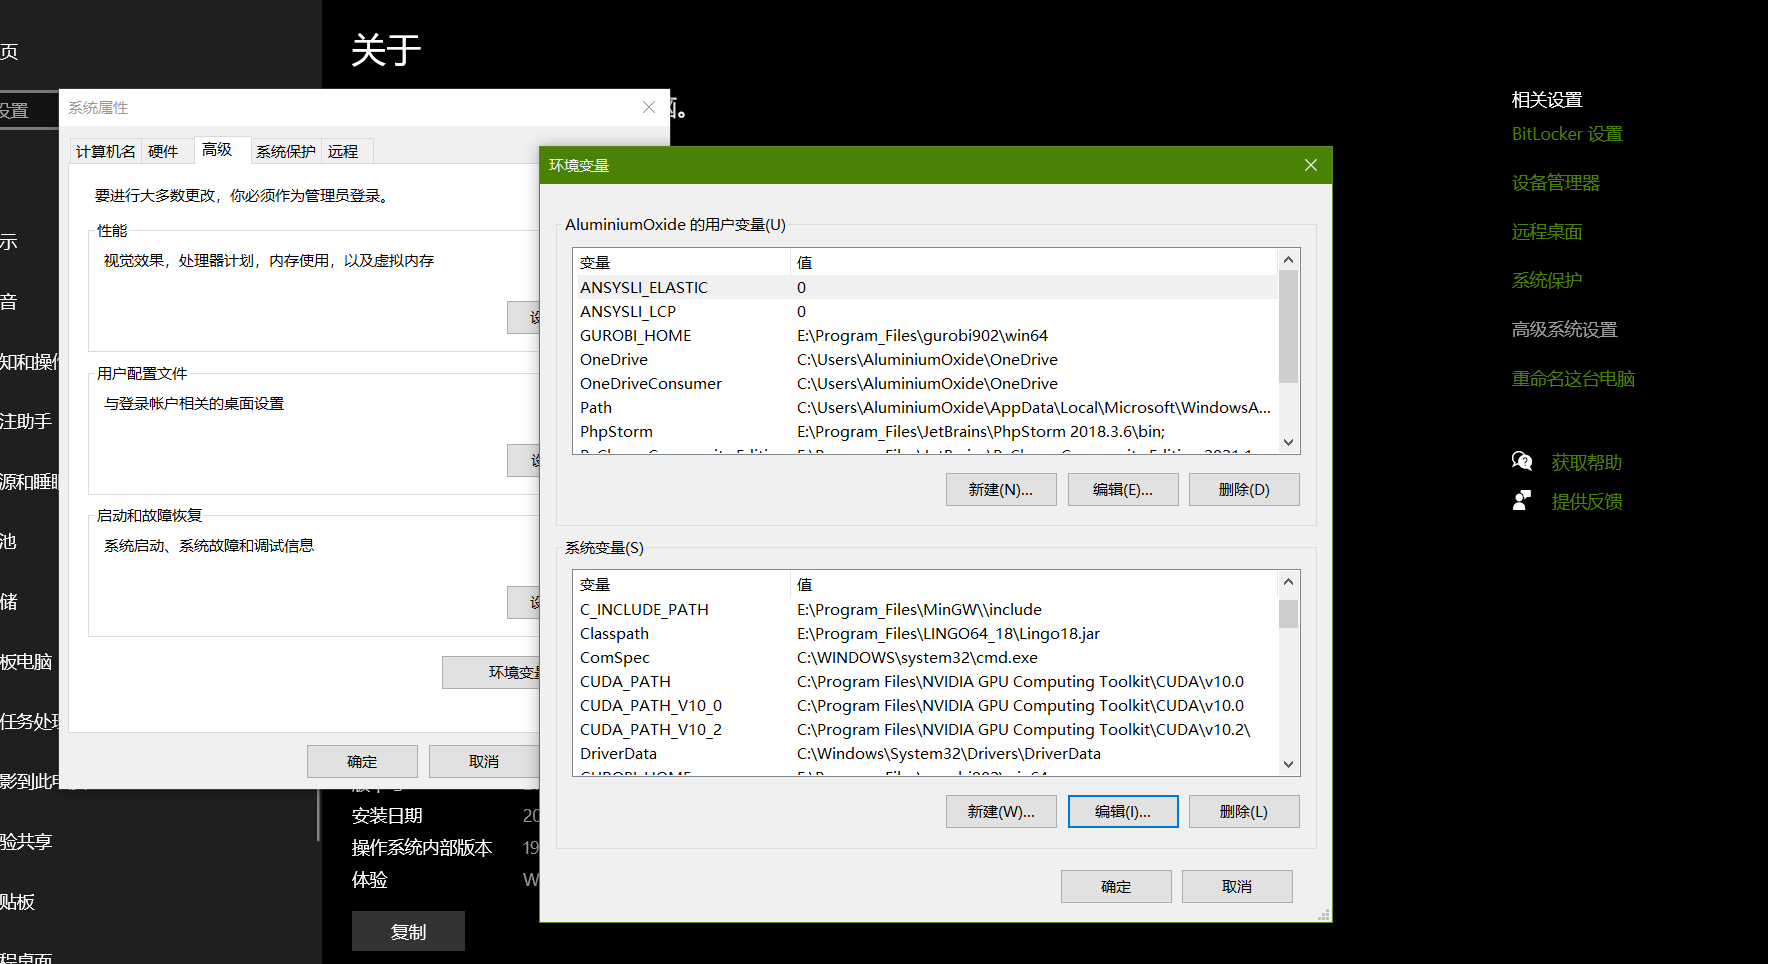 关于
页
设置
示
音
知和操作
注助手
源和睡眠
池
储
板电脑
任务处理
影到此电
验共享
贴板
程桌面
系统属性
计算机名 硬件 高级 系统保护 远程
要进行大多数更改，你必须作为管理员登录。
性能
视觉效果，处理器计划，内存使用，以及虚拟内存
设
用户配置文件
与登录帐户相关的桌面设置
设
启动和故障恢复
系统启动、系统故障和调试信息
设
环境变量
确定 取消
环境变量
AluminiumOxide 的用户变量(U)
变量 值
ANSYSLI_ELASTIC 0
ANSYSLI_LCP 0
GUROBI_HOME E:\Program_Files\gurobi902\win64
OneDrive C:\Users\AluminiumOxide\OneDrive
OneDriveConsumer C:\Users\AluminiumOxide\OneDrive
Path C:\Users\AluminiumOxide\AppData\Local\Microsoft\WindowsA...
PhpStorm E:\Program_Files\JetBrains\PhpStorm 2018.3.6\bin;
新建(N)... 编辑(E)... 删除(D)
系统变量(S)
变量 值
C_INCLUDE_PATH E:\Program_Files\MinGW\\include
Classpath E:\Program_Files\LINGO64_18\Lingo18.jar
ComSpec C:\WINDOWS\system32\cmd.exe
CUDA_PATH C:\Program Files\NVIDIA GPU Computing Toolkit\CUDA\v10.0
CUDA_PATH_V10_0 C:\Program Files\NVIDIA GPU Computing Toolkit\CUDA\v10.0
CUDA_PATH_V10_2 C:\Program Files\NVIDIA GPU Computing Toolkit\CUDA\v10.2\
DriverData C:\Windows\System32\Drivers\DriverData
新建(W)... 编辑(I)... 删除(L)
确定 取消
安装日期 20
操作系统内部版本 19
体验 W
复制
相关设置
BitLocker 设置
设备管理器
远程桌面
系统保护
高级系统设置
重命名这台电脑
获取帮助
提供反馈